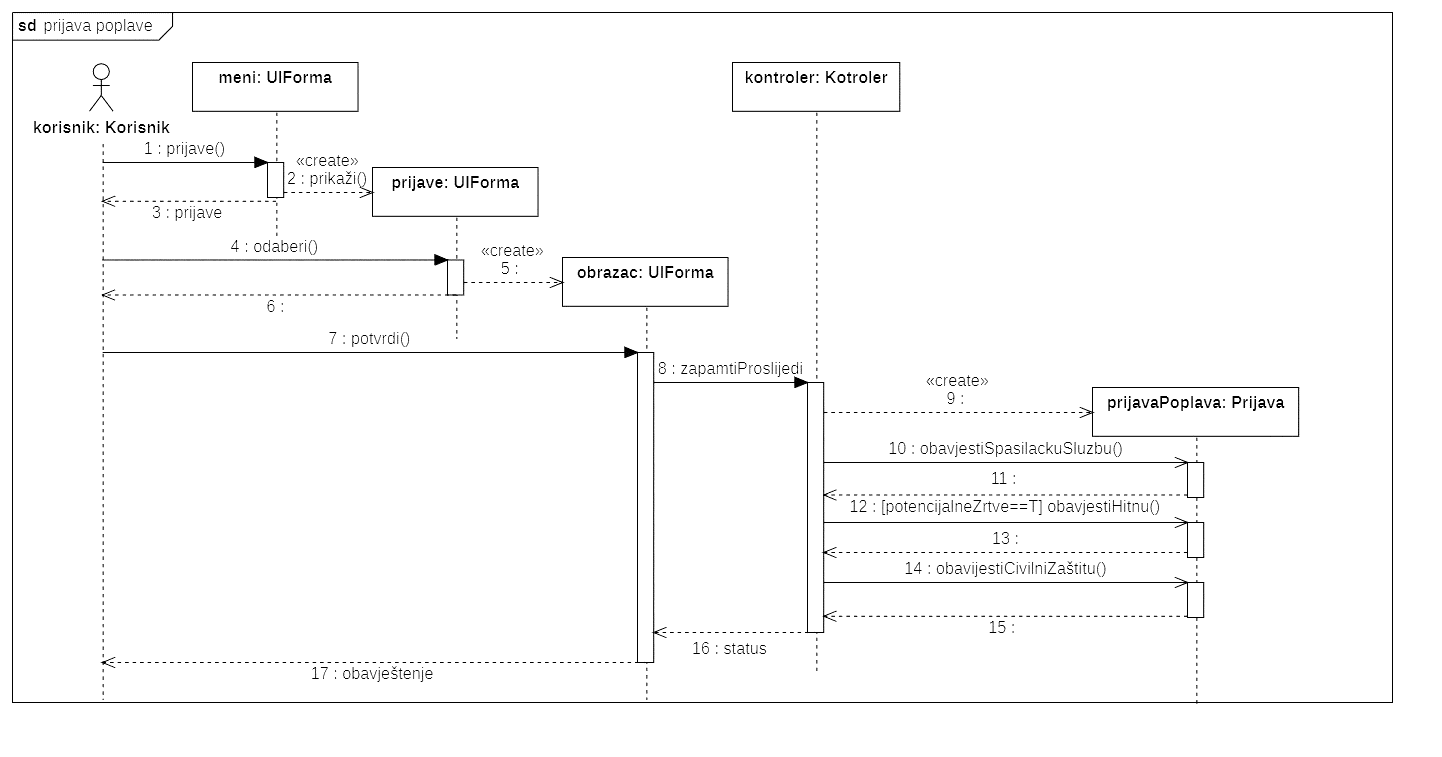 sd prijava poplave
meni: UIForma
kontroler: Kotroler
korisnik: Korisnik
1 : prijave()
«create»
2 : prikaži()
prijave: UIForma
3 : prijave
4 : odaberi()
«create»
5 :
obrazac: UIForma
6 :
7 : potvrdi()
8 : zapamtiProslijedi
«create»
9 :
prijavaPoplava: Prijava
10 : obavjestiSpasilackuSluzbu()
11 :
12 : [potencijalneZrtve==T] obavjestiHitnu()
13 :
14 : obavijestiCivilniZaštitu()
15 :
16 : status
17 : obavještenje